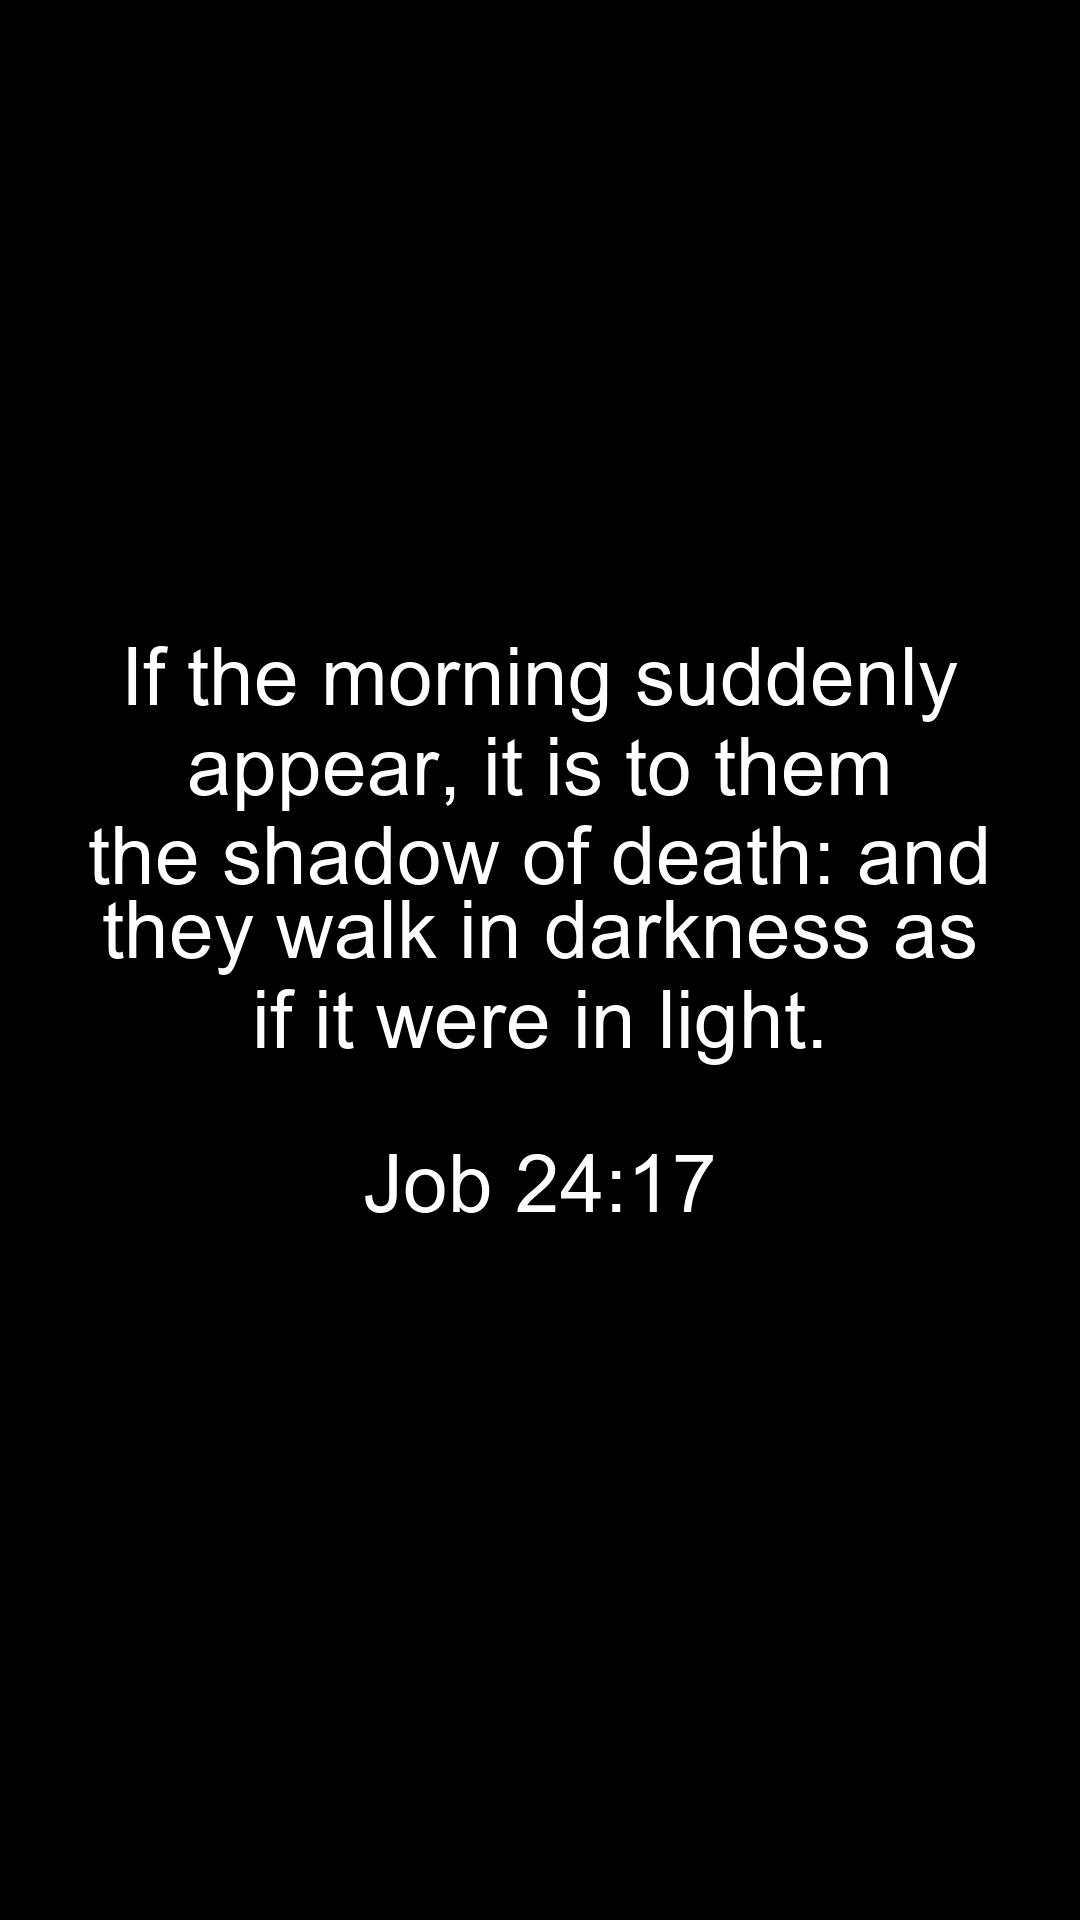 If the morning suddenly
appear, it is to them
the shadow of death: and
they walk in darkness as
if it were in light.
Job 24:17